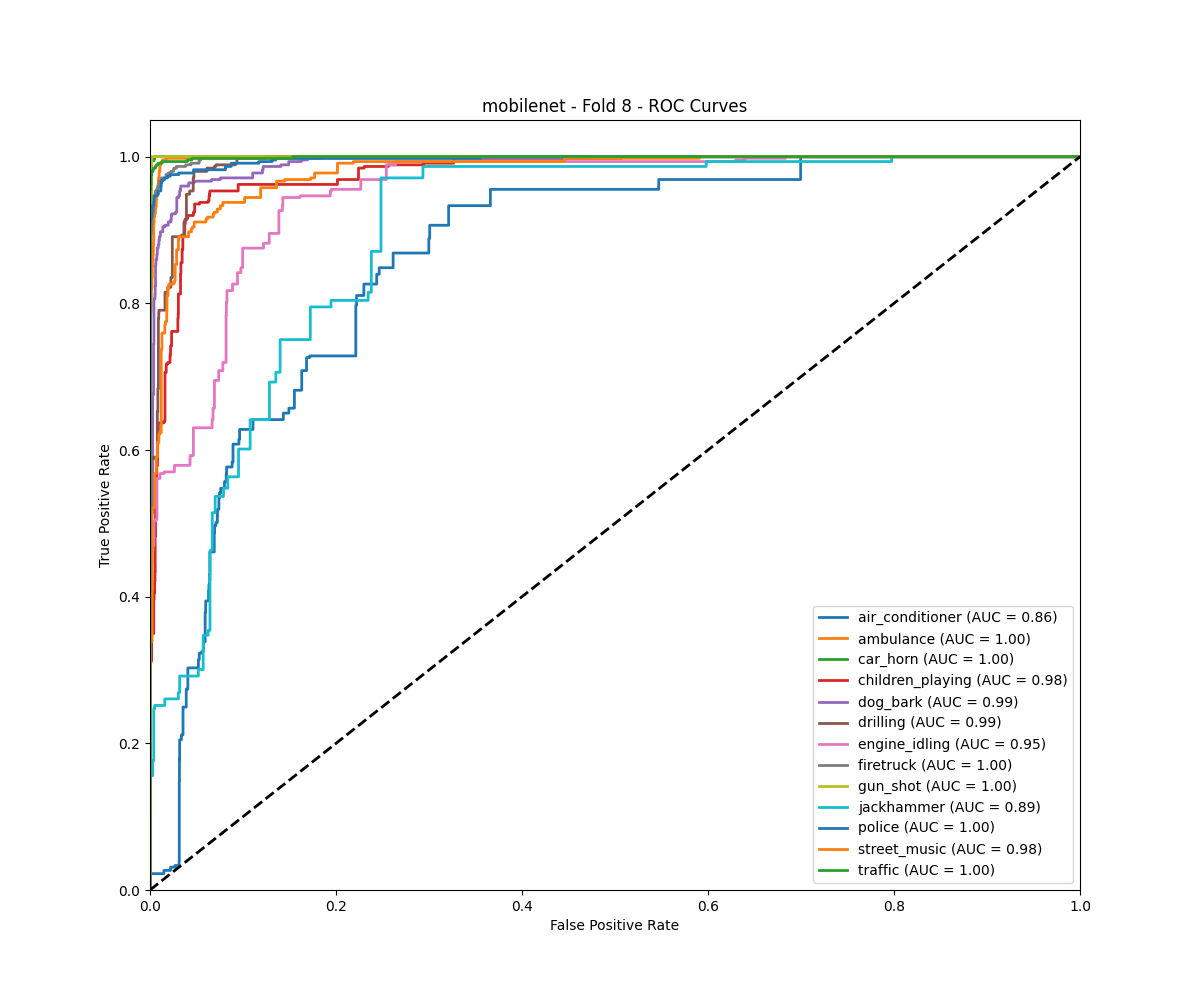 mobilenet - Fold 8 - ROC Curves
1.0
0.8
0.6
0.4
0.2
0.0
True Positive Rate
0.0 0.2 0.4 0.6 0.8 1.0
False Positive Rate
air_conditioner (AUC = 0.86)
ambulance (AUC = 1.00)
car_horn (AUC = 1.00)
children_playing (AUC = 0.98)
dog_bark (AUC = 0.99)
drilling (AUC = 0.99)
engine_idling (AUC = 0.95)
firetruck (AUC = 1.00)
gun_shot (AUC = 1.00)
jackhammer (AUC = 0.89)
police (AUC = 1.00)
street_music (AUC = 0.98)
traffic (AUC = 1.00)